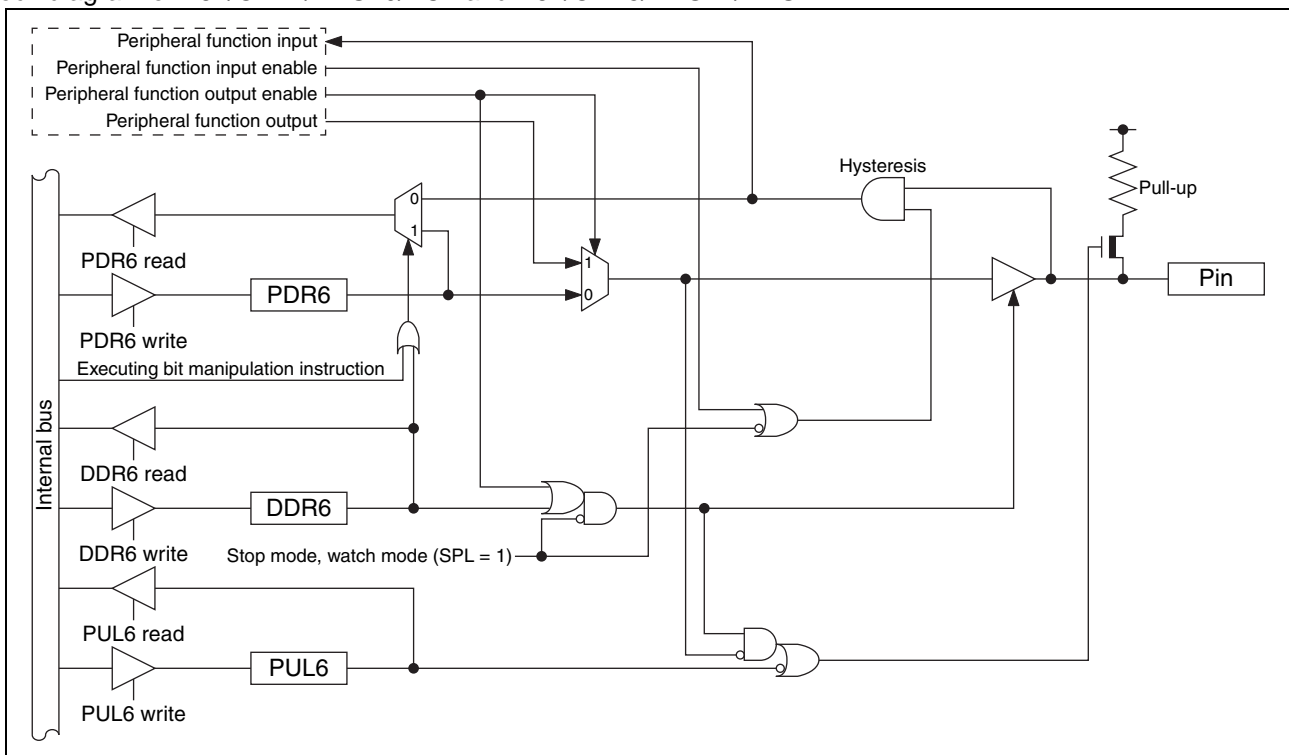 Peripheral function input
Peripheral function input enable
Peripheral function output enable
Peripheral function output
Hysteresis
Pull-up
0
1
PDR6 read
1
0
PDR6
Pin
PDR6 write
Executing bit manipulation instruction
Internal bus
DDR6 read
DDR6
DDR6 write
Stop mode, watch mode (SPL = 1)
PUL6 read
PUL6
PUL6 write